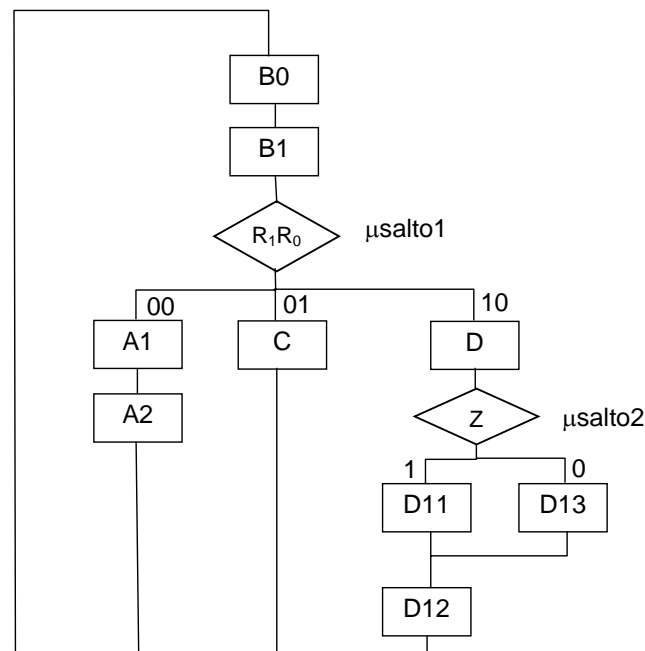 B0
B1
R₁R₀ μsalto1
00 01 10
A1 C D
A2 Z μsalto2
1 0
D11 D13
D12